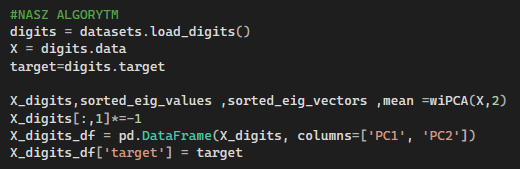 #NASZ ALGORYTM
digits = datasets.load_digits()
X = digits.data
target=digits.target
X_digits,sorted_eig_values ,sorted_eig_vectors ,mean =wiPCA(X,2)
X_digits[:,1]*=-1
X_digits_df = pd.DataFrame(X_digits, columns=['PC1', 'PC2'])
X_digits_df['target'] = target